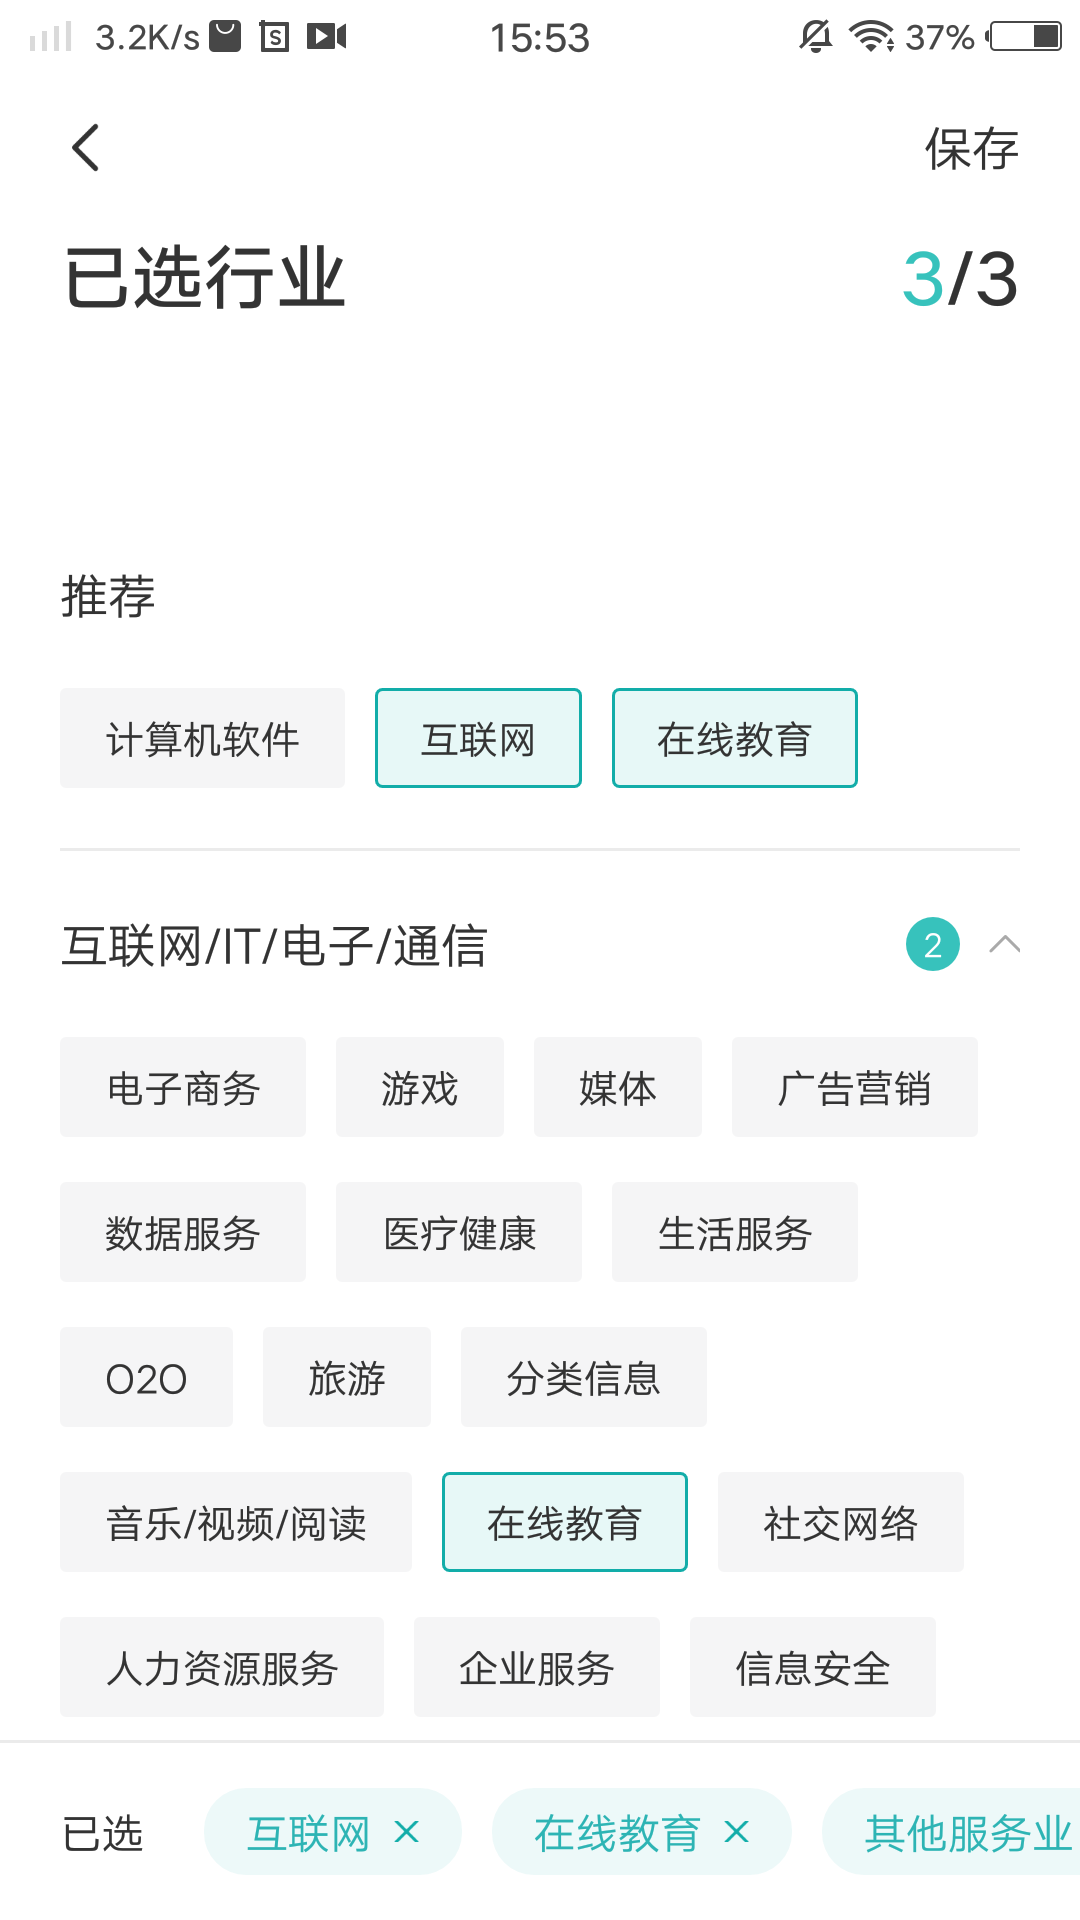 3.2K/s 15:53 37%
保存
已选行业 3/3
推荐
计算机软件 互联网 在线教育
互联网/IT/电子/通信 2
电子商务 游戏 媒体 广告营销
数据服务 医疗健康 生活服务
O2O 旅游 分类信息
音乐/视频/阅读 在线教育 社交网络
人力资源服务 企业服务 信息安全
已选 互联网 × 在线教育 × 其他服务业